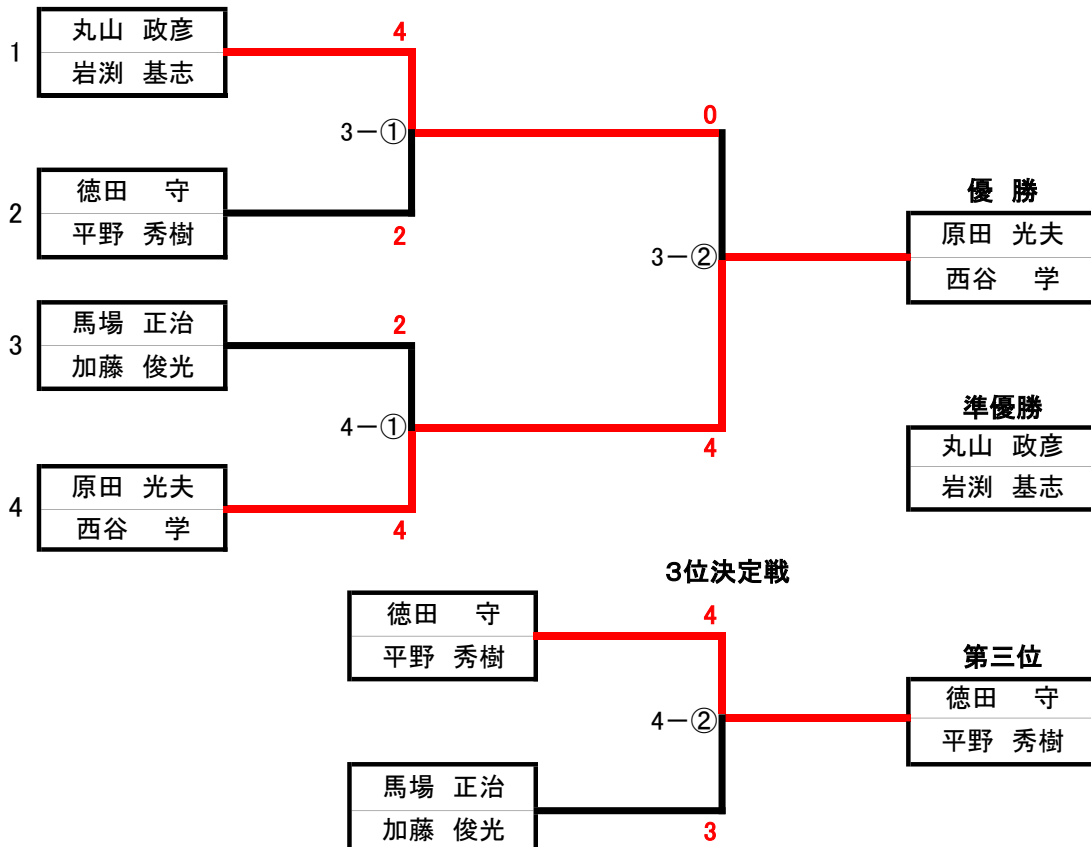 1
丸山 政彦
岩渕 基志
4
3－①
2
徳田 守
平野 秀樹
2
0
3－②
優 勝
原田 光夫
西谷 学
3
馬場 正治
加藤 俊光
2
4－①
4
原田 光夫
西谷 学
4
4
準優勝
丸山 政彦
岩渕 基志
3位決定戦
徳田 守
平野 秀樹
4
4－②
馬場 正治
加藤 俊光
3
第三位
徳田 守
平野 秀樹